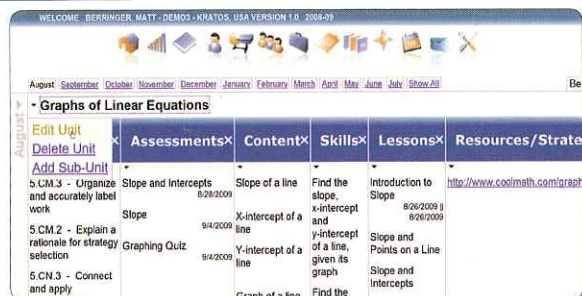 WELCOME BERRINGER, MATT - DEMO3 - KRATOS, USA VERSION 1.0 2008-09
August September October November December January February March April May June July Show All Be
August
Graphs of Linear Equations
Edit Unit
Delete Unit
Add Sub-Unit
x Assessmentsx Contentx Skillsx Lessonsx Resources/Strate
5.CM.3 - Organize
and accurately label
work
5.CM.2 - Explain a
rationale for strategy
selection
5.CN.3 - Connect
and apply
Slope and Intercepts
8/28/2009
Slope
9/4/2009
Graphing Quiz
9/4/2009
Slope of a line
X-intercept of a
line
Y-intercept of a
line
Graph of a line
Find the
slope,
x-intercept
and
y-intercept
of a line,
given its
graph
Find the
Introduction to
Slope
8/26/2009 ||
8/26/2009
Slope and
Points on a Line
Slope and
Intercepts
http://www.coolmath.com/graph